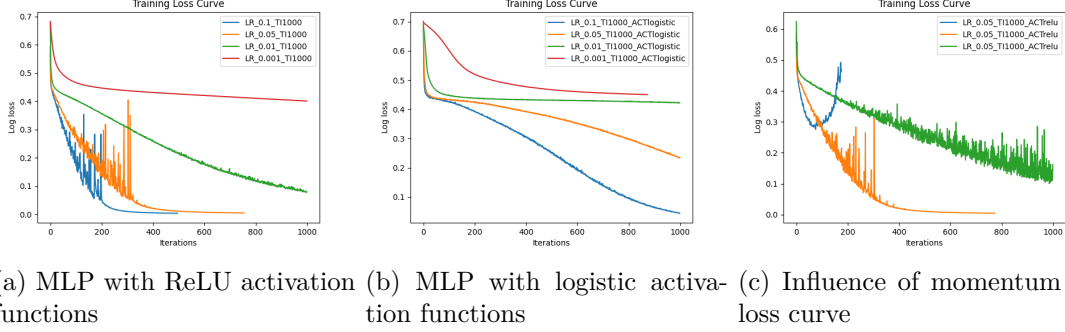 Training Loss Curve
LR_0.1_TI1000
LR_0.05_TI1000
LR_0.01_TI1000
LR_0.001_TI1000
Log loss
0.7
0.6
0.5
0.4
0.3
0.2
0.1
0.0
0 200 400 600 800 1000
Iterations
Training Loss Curve
LR_0.1_TI1000_ACTlogistic
LR_0.05_TI1000_ACTlogistic
LR_0.01_TI1000_ACTlogistic
LR_0.001_TI1000_ACTlogistic
Log loss
0.7
0.6
0.5
0.4
0.3
0.2
0.1
0 200 400 600 800 1000
Iterations
Training Loss Curve
LR_0.05_TI1000_ACTrelu
LR_0.05_TI1000_ACTrelu
LR_0.05_TI1000_ACTrelu
Log loss
0.6
0.5
0.4
0.3
0.2
0.1
0.0
0 200 400 600 800 1000
Iterations
a) MLP with ReLU activation
functions
(b) MLP with logistic activa-
tion functions
(c) Influence of momentum
loss curve